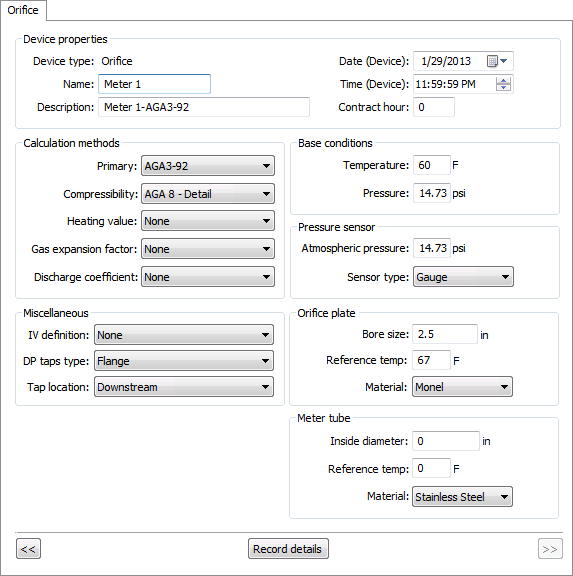 Orifice
Device properties
Device type: Orifice
Date (Device): 1/29/2013
Name: Meter 1
Time (Device): 11:59:59 PM
Description: Meter 1-AGA3-92
Contract hour: 0
Calculation methods
Primary: AGA3-92
Compressibility: AGA 8 - Detail
Heating value: None
Gas expansion factor: None
Discharge coefficient: None
Base conditions
Temperature: 60 F
Pressure: 14.73 psi
Pressure sensor
Atmospheric pressure: 14.73 psi
Sensor type: Gauge
Miscellaneous
IV definition: None
DP taps type: Flange
Tap location: Downstream
Orifice plate
Bore size: 2.5 in
Reference temp: 67 F
Material: Monel
Meter tube
Inside diameter: 0 in
Reference temp: 0 F
Material: Stainless Steel
<< Record details >>